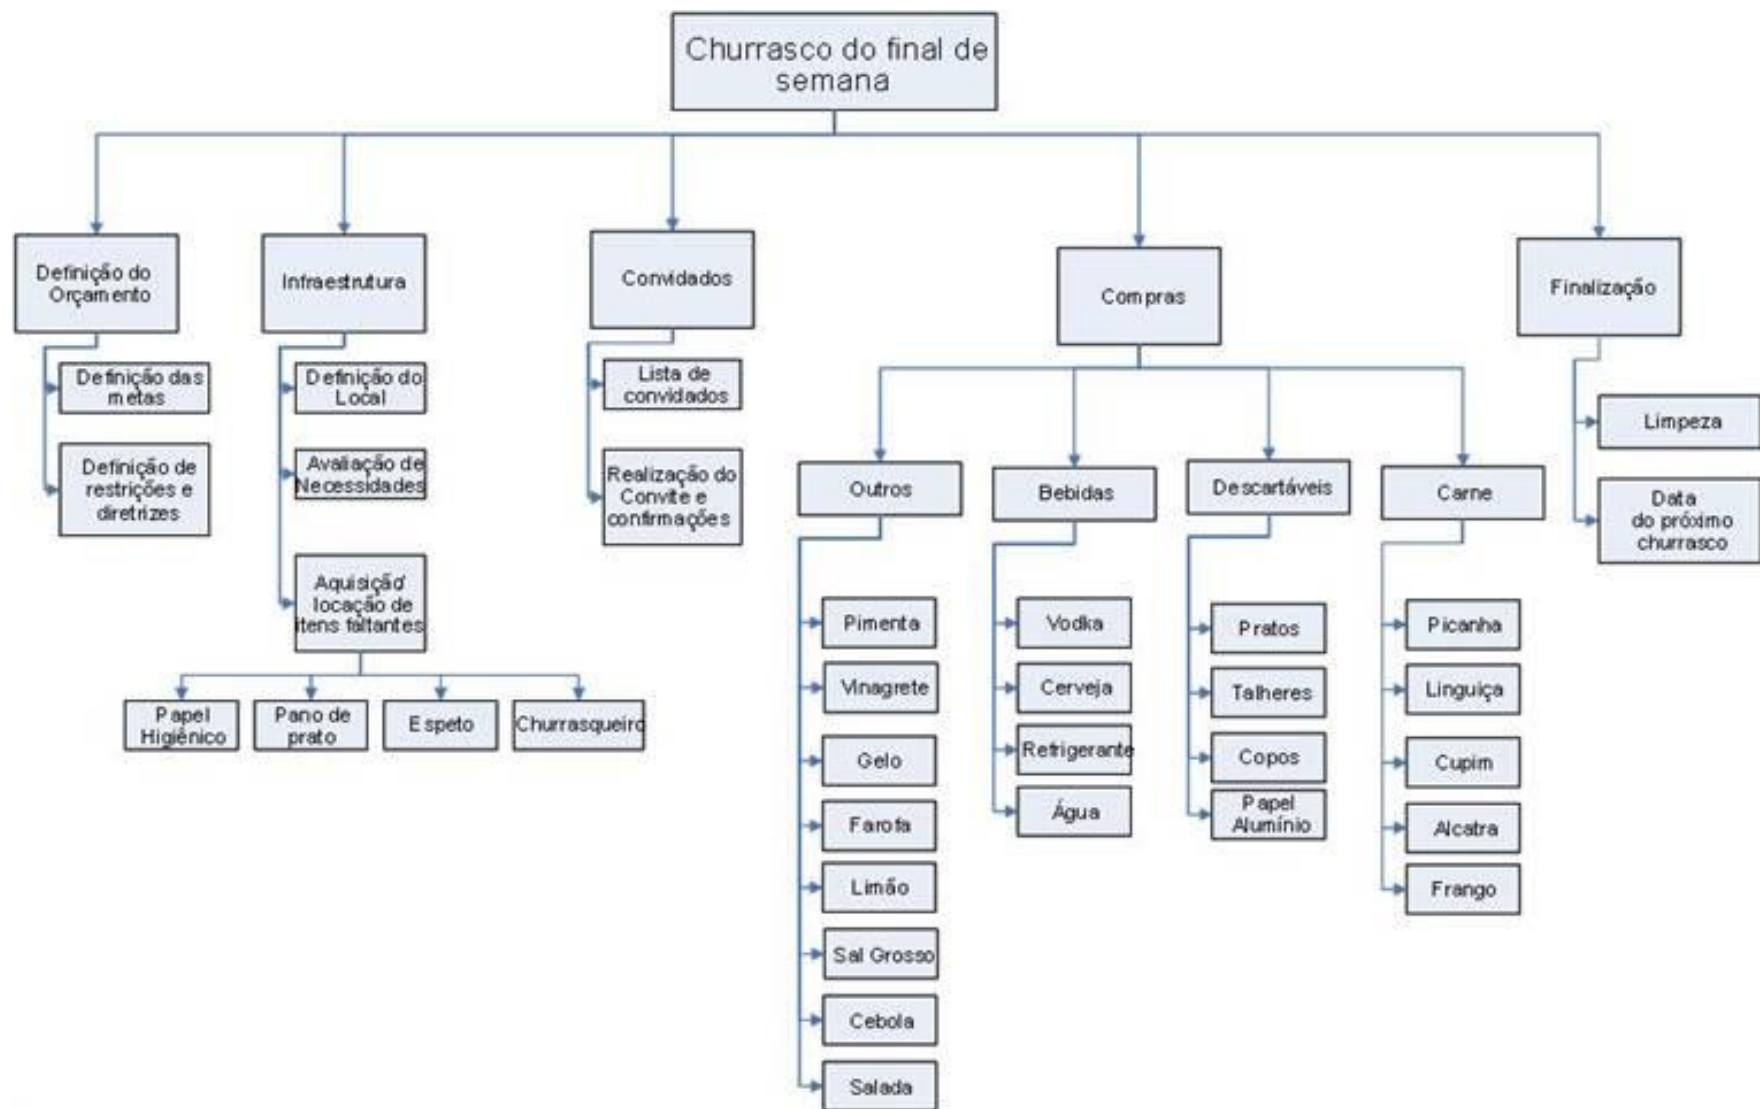 Churrasco do final de
semana
Definição do
Orçamento
Definição das
metas
Definição de
restrições e
diretrizes
Infraestrutura
Definição do
Local
Avaliação de
Necessidades
Aquisição/
locação de
itens faltantes
Papel
Higiênico
Pano de
prato
Espeto
Churrasqueiro
Convidados
Lista de
convidados
Realização do
Convite e
confirmações
Compras
Outros
Pimenta
Vinagrete
Gelo
Farofa
Limão
Sal Grosso
Cebola
Salada
Bebidas
Vodka
Cerveja
Refrigerante
Água
Descartáveis
Pratos
Talheres
Copos
Papel
Alumínio
Carne
Picanha
Linguiça
Cupim
Alcatra
Frango
Finalização
Limpeza
Data
do próximo
churrasco